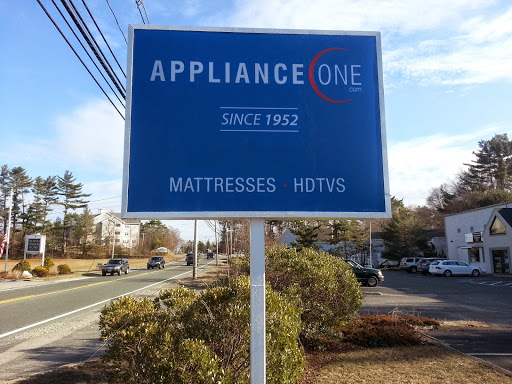 APPLIANCE ONE
.com
SINCE 1952
MATTRESSES • HDTVS